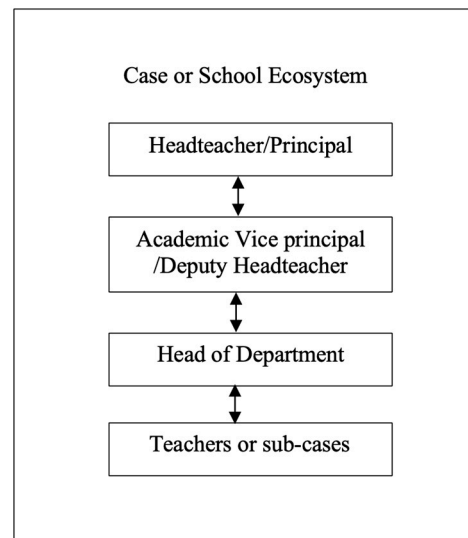 Case or School Ecosystem
Headteacher/Principal
Academic Vice principal
/Deputy Headteacher
Head of Department
Teachers or sub-cases